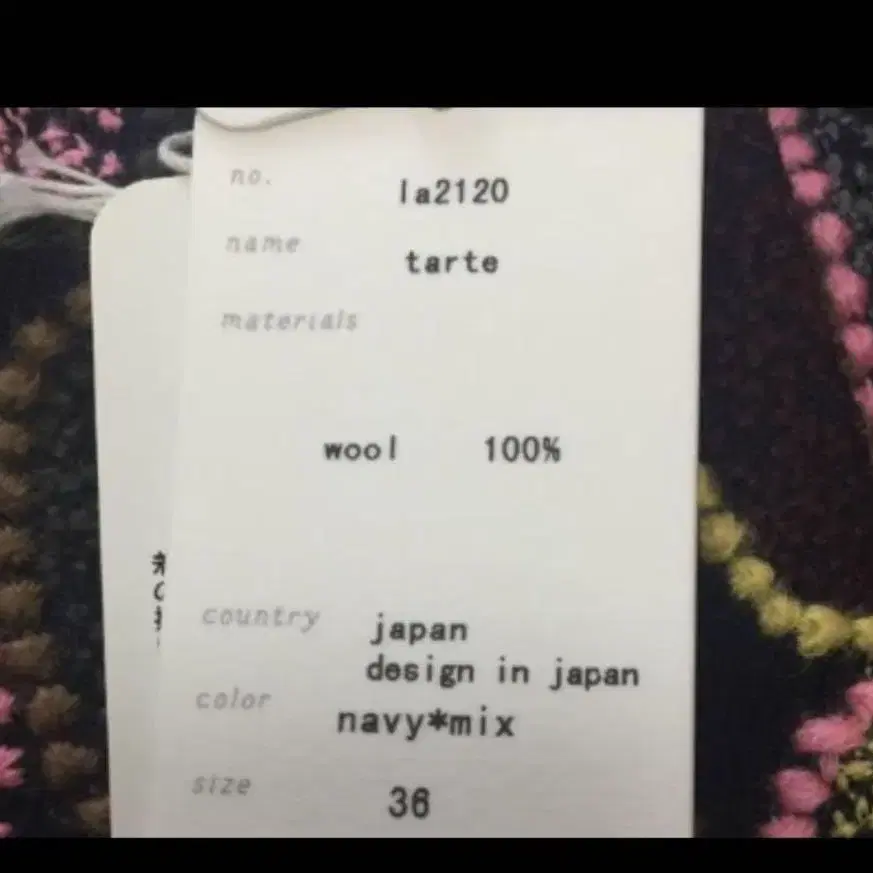 no. la2120
name tarte
materials
wool 100%
country japan
design in japan
color navy*mix
size 36